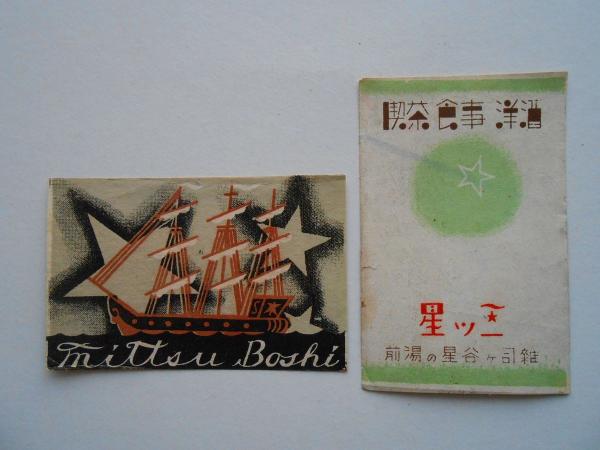 Mittsu Boshi
喫茶 食事 洋酒
三ツ星
雑司ヶ谷星の湯前